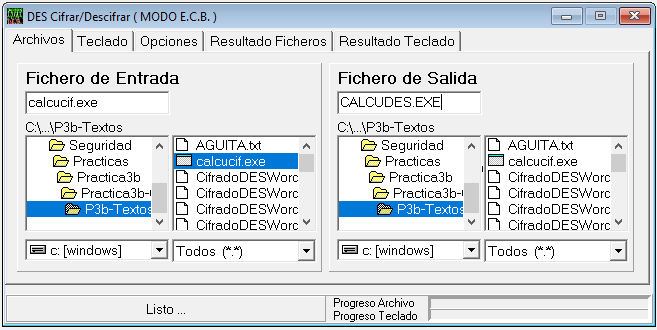 DES Cifrar/Descifrar ( MODO E.C.B. )
Archivos Teclado Opciones Resultado Ficheros Resultado Teclado
Fichero de Entrada
calcucif.exe
C:\...\P3b-Textos
Seguridad
Practicas
Practica3b
Practica3b-
P3b-Textos
AGUITA.txt
calcucif.exe
CifradoDESWorc
CifradoDESWorc
CifradoDESWorc
c: [windows]
Todos (*.*)
Fichero de Salida
CALCUDES.EXE
C:\...\P3b-Textos
Seguridad
Practicas
Practica3b
Practica3b-
P3b-Textos
AGUITA.txt
calcucif.exe
CifradoDESWorc
CifradoDESWorc
CifradoDESWorc
c: [windows]
Todos (*.*)
Listo ...
Progreso Archivo
Progreso Teclado